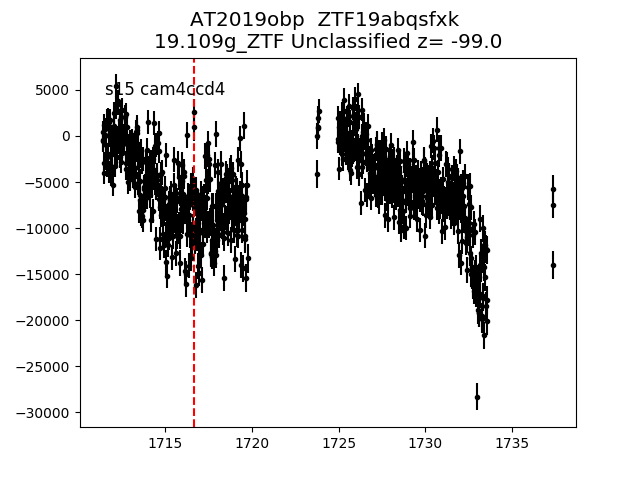 AT2019obp  ZTF19abqsfxk
19.109g_ZTF Unclassified z= -99.0
s15 cam4ccd4
5000
0
−5000
−10000
−15000
−20000
−25000
−30000
1715 1720 1725 1730 1735